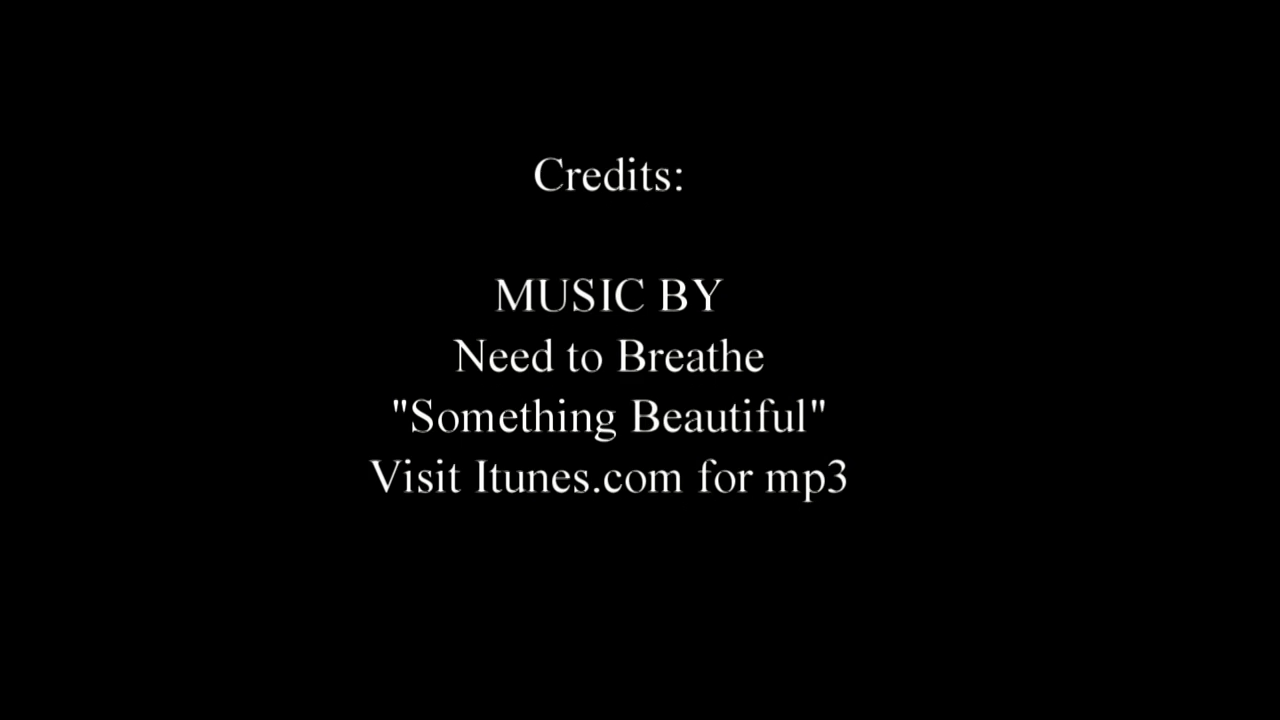 Credits:
MUSIC BY
Need to Breathe
"Something Beautiful"
Visit Itunes.com for mp3